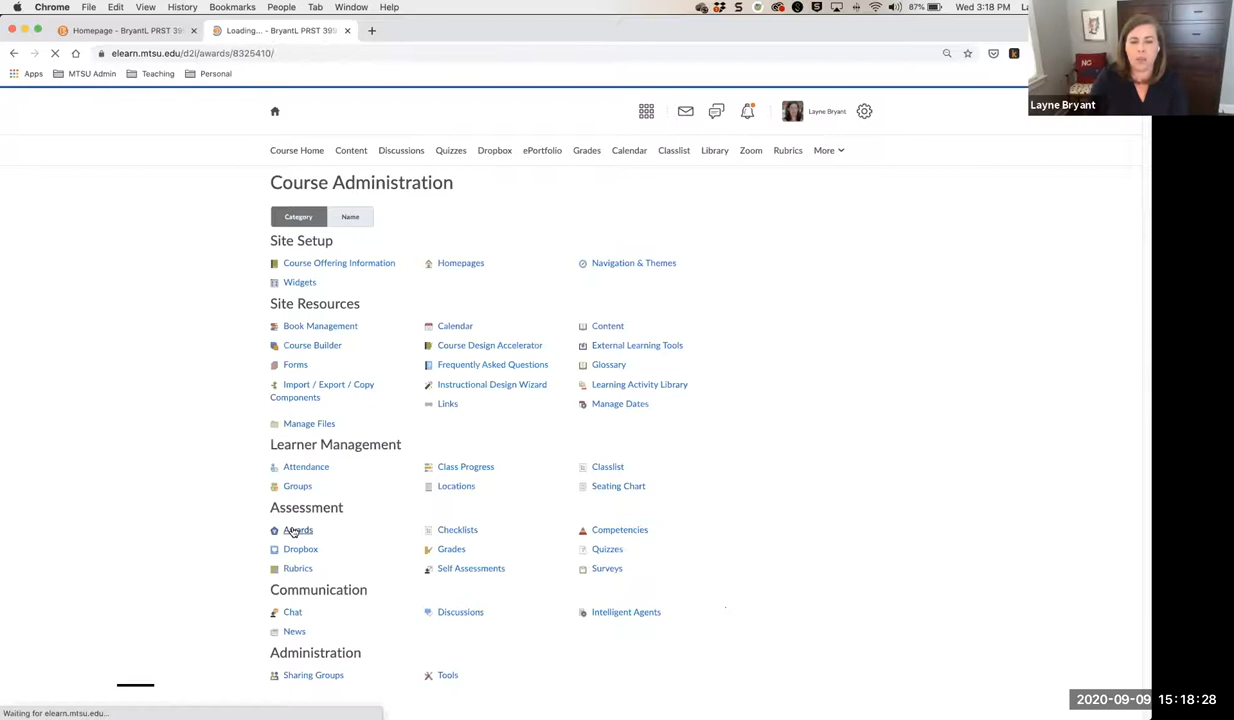 Chrome File Edit View History Bookmarks People Tab Window Help 87% Wed 3:18 PM
Homepage - BryantL PRST 39 Loading... - BryantL PRST 395
elearn.mtsu.edu/d2l/awards/8325410/
Apps MTSU Admin Teaching Personal
NO
Layne Bryant
Layne Bryant
Course Home Content Discussions Quizzes Dropbox ePortfolio Grades Calendar Classlist Library Zoom Rubrics More
Course Administration
Category Name
Site Setup
Course Offering Information Homepages Navigation & Themes
Widgets
Site Resources
Book Management Calendar Content
Course Builder Course Design Accelerator External Learning Tools
Forms Frequently Asked Questions Glossary
Import / Export / Copy Instructional Design Wizard Learning Activity Library
Components
Links Manage Dates
Manage Files
Learner Management
Attendance Class Progress Classlist
Groups Locations Seating Chart
Assessment
Awards Checklists Competencies
Dropbox Grades Quizzes
Rubrics Self Assessments Surveys
Communication
Chat Discussions Intelligent Agents
News
Administration
Sharing Groups Tools
Waiting for elearn.mtsu.edu...
2020-09-09 15:18:28